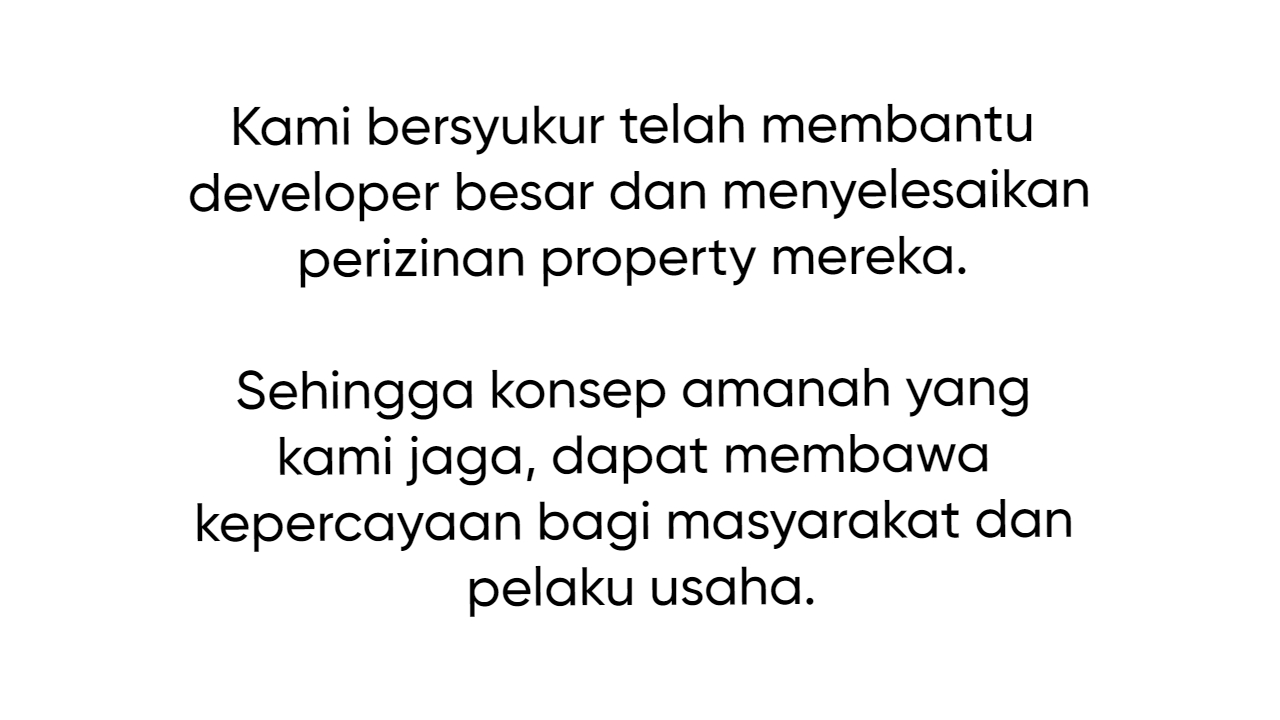 Kami bersyukur telah membantu
developer besar dan menyelesaikan
perizinan property mereka.
Sehingga konsep amanah yang
kami jaga, dapat membawa
kepercayaan bagi masyarakat dan
pelaku usaha.